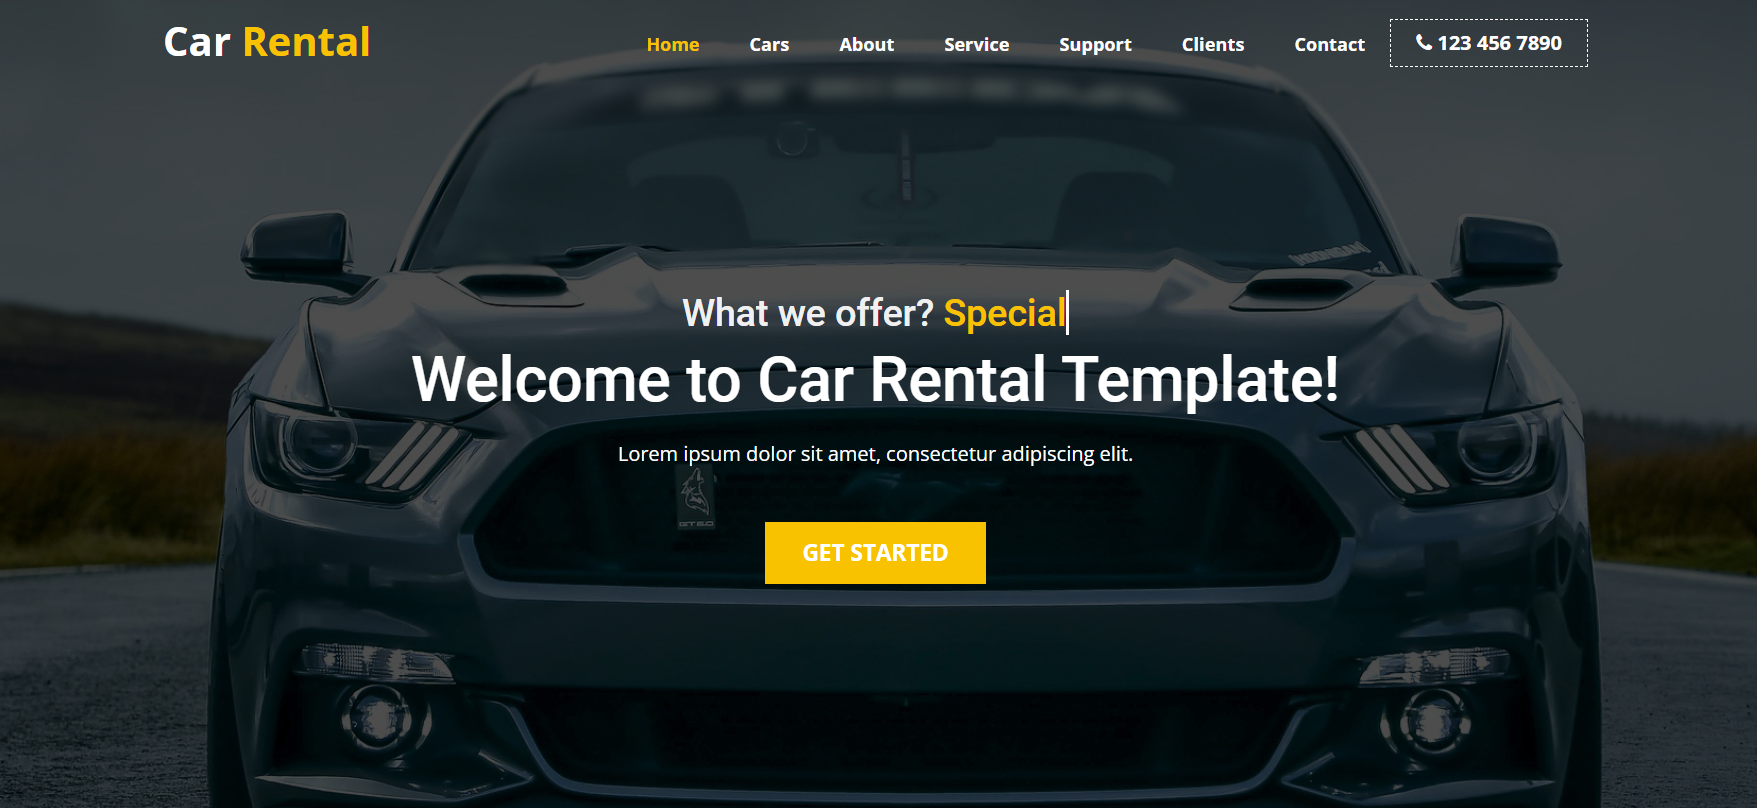 Car Rental
Home Cars About Service Support Clients Contact 123 456 7890
HOONIGAN
What we offer? Special
Welcome to Car Rental Template!
Lorem ipsum dolor sit amet, consectetur adipiscing elit.
GET STARTED